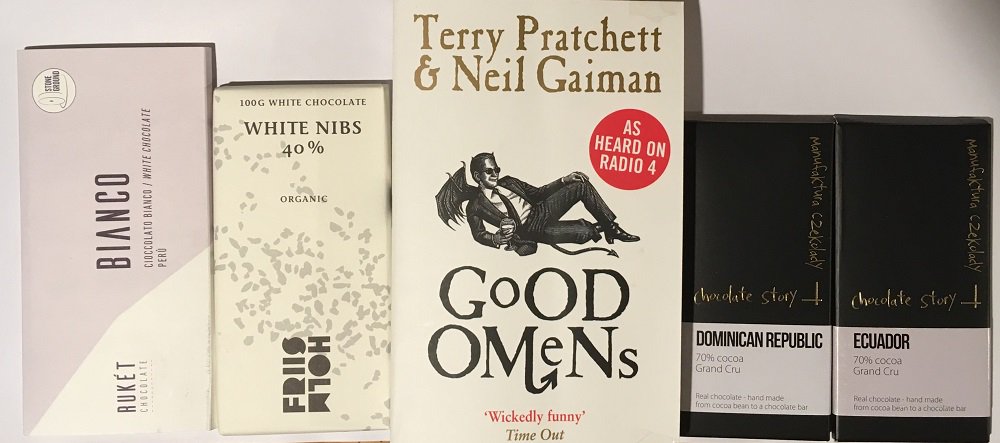 STONE
GROUND
BIANCO
CIOCCOLATO BIANCO / WHITE CHOCOLATE
PERÙ
RUKÉT
CHOCOLATE
100G WHITE CHOCOLATE
WHITE NIBS
40%
ORGANIC
FRIIS
HOLM
Terry Pratchett
& Neil Gaiman
AS
HEARD ON
RADIO 4
GOOD
OMENS
'Wickedly funny'
Time Out
manufaktura czekolady
chocolate story
DOMINICAN REPUBLIC
70% cocoa
Grand Cru
Real chocolate - hand made
from cocoa bean to a chocolate bar
manufaktura czekolady
chocolate story
ECUADOR
70% cocoa
Grand Cru
Real chocolate - hand made
from cocoa bean to a chocolate bar